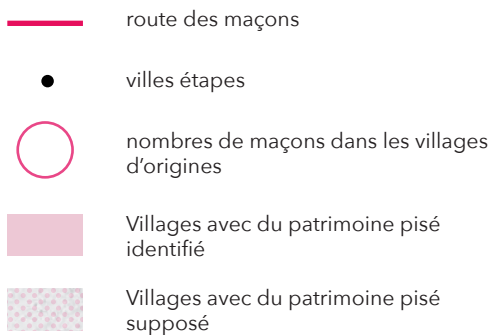 route des maçons
villes étapes
nombres de maçons dans les villages
d'origines
Villages avec du patrimoine pisé
identifié
Villages avec du patrimoine pisé
supposé